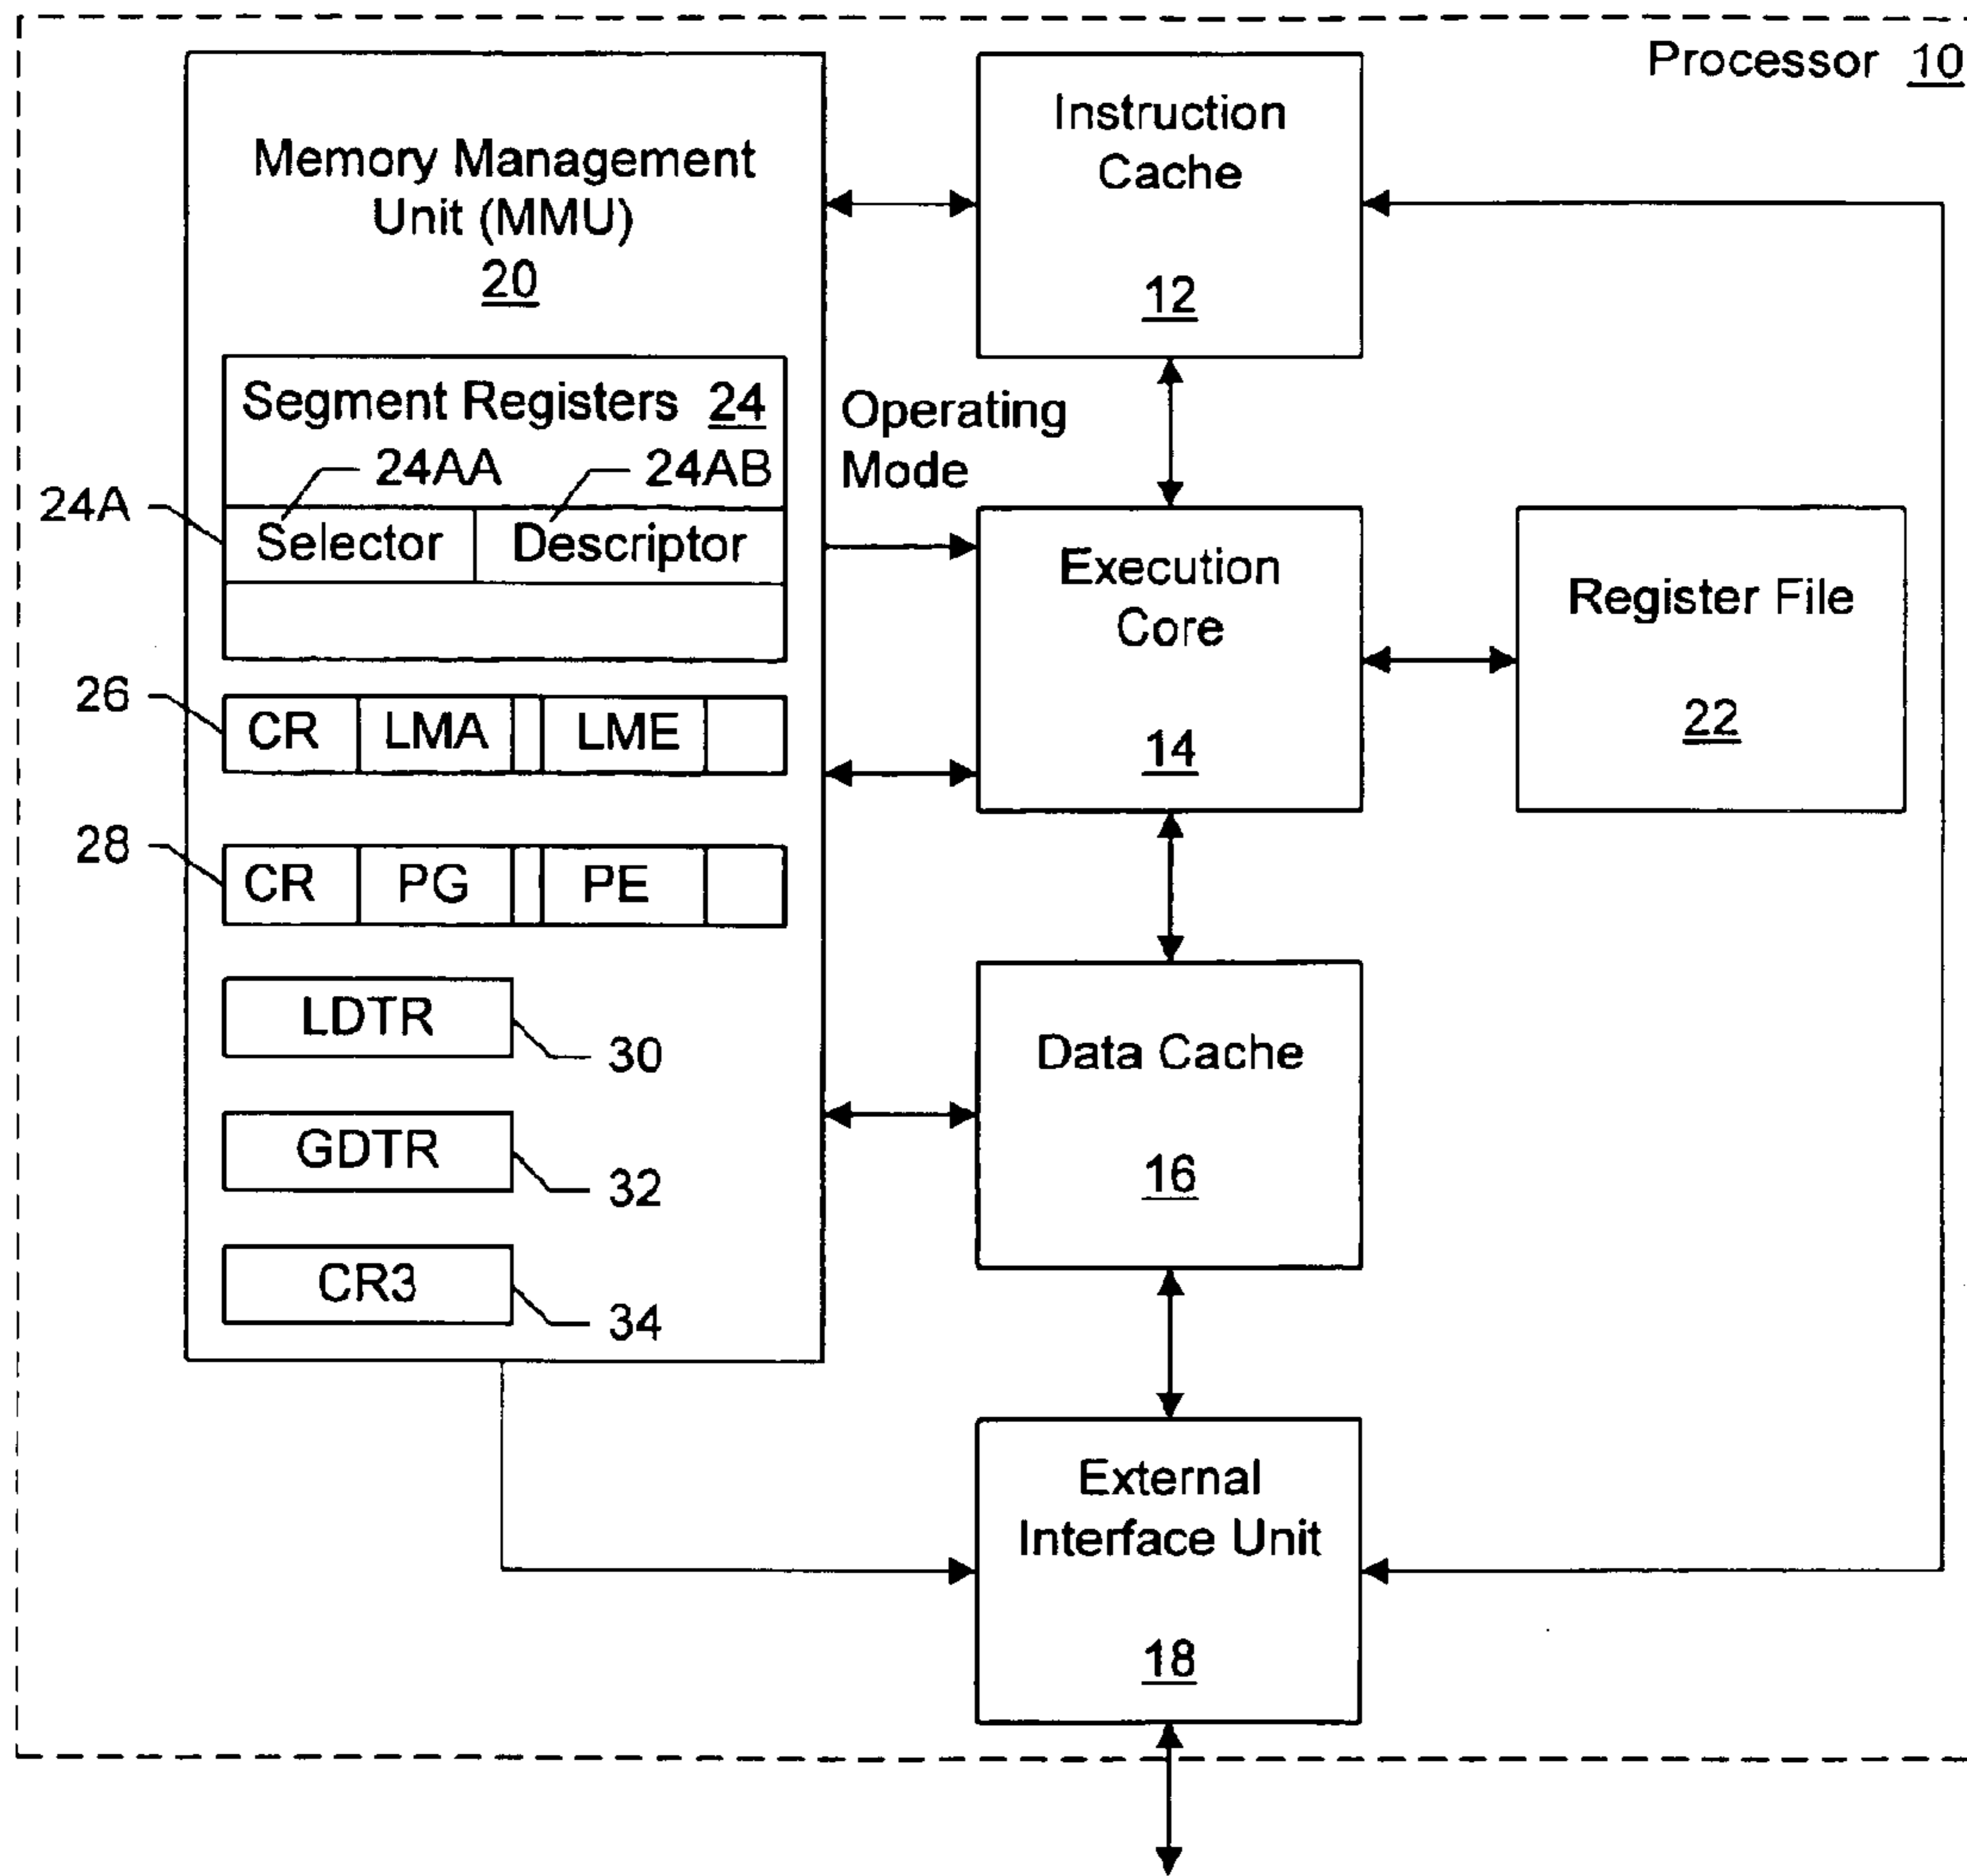 Processor 10
Memory Management
Unit (MMU)
20
Segment Registers 24
24AA
24AB
24A
Selector
Descriptor
26
CR
LMA
LME
28
CR
PG
PE
LDTR
30
GDTR
32
CR3
34
Operating
Mode
Instruction
Cache
12
Execution
Core
14
Register File
22
Data Cache
16
External
Interface Unit
18